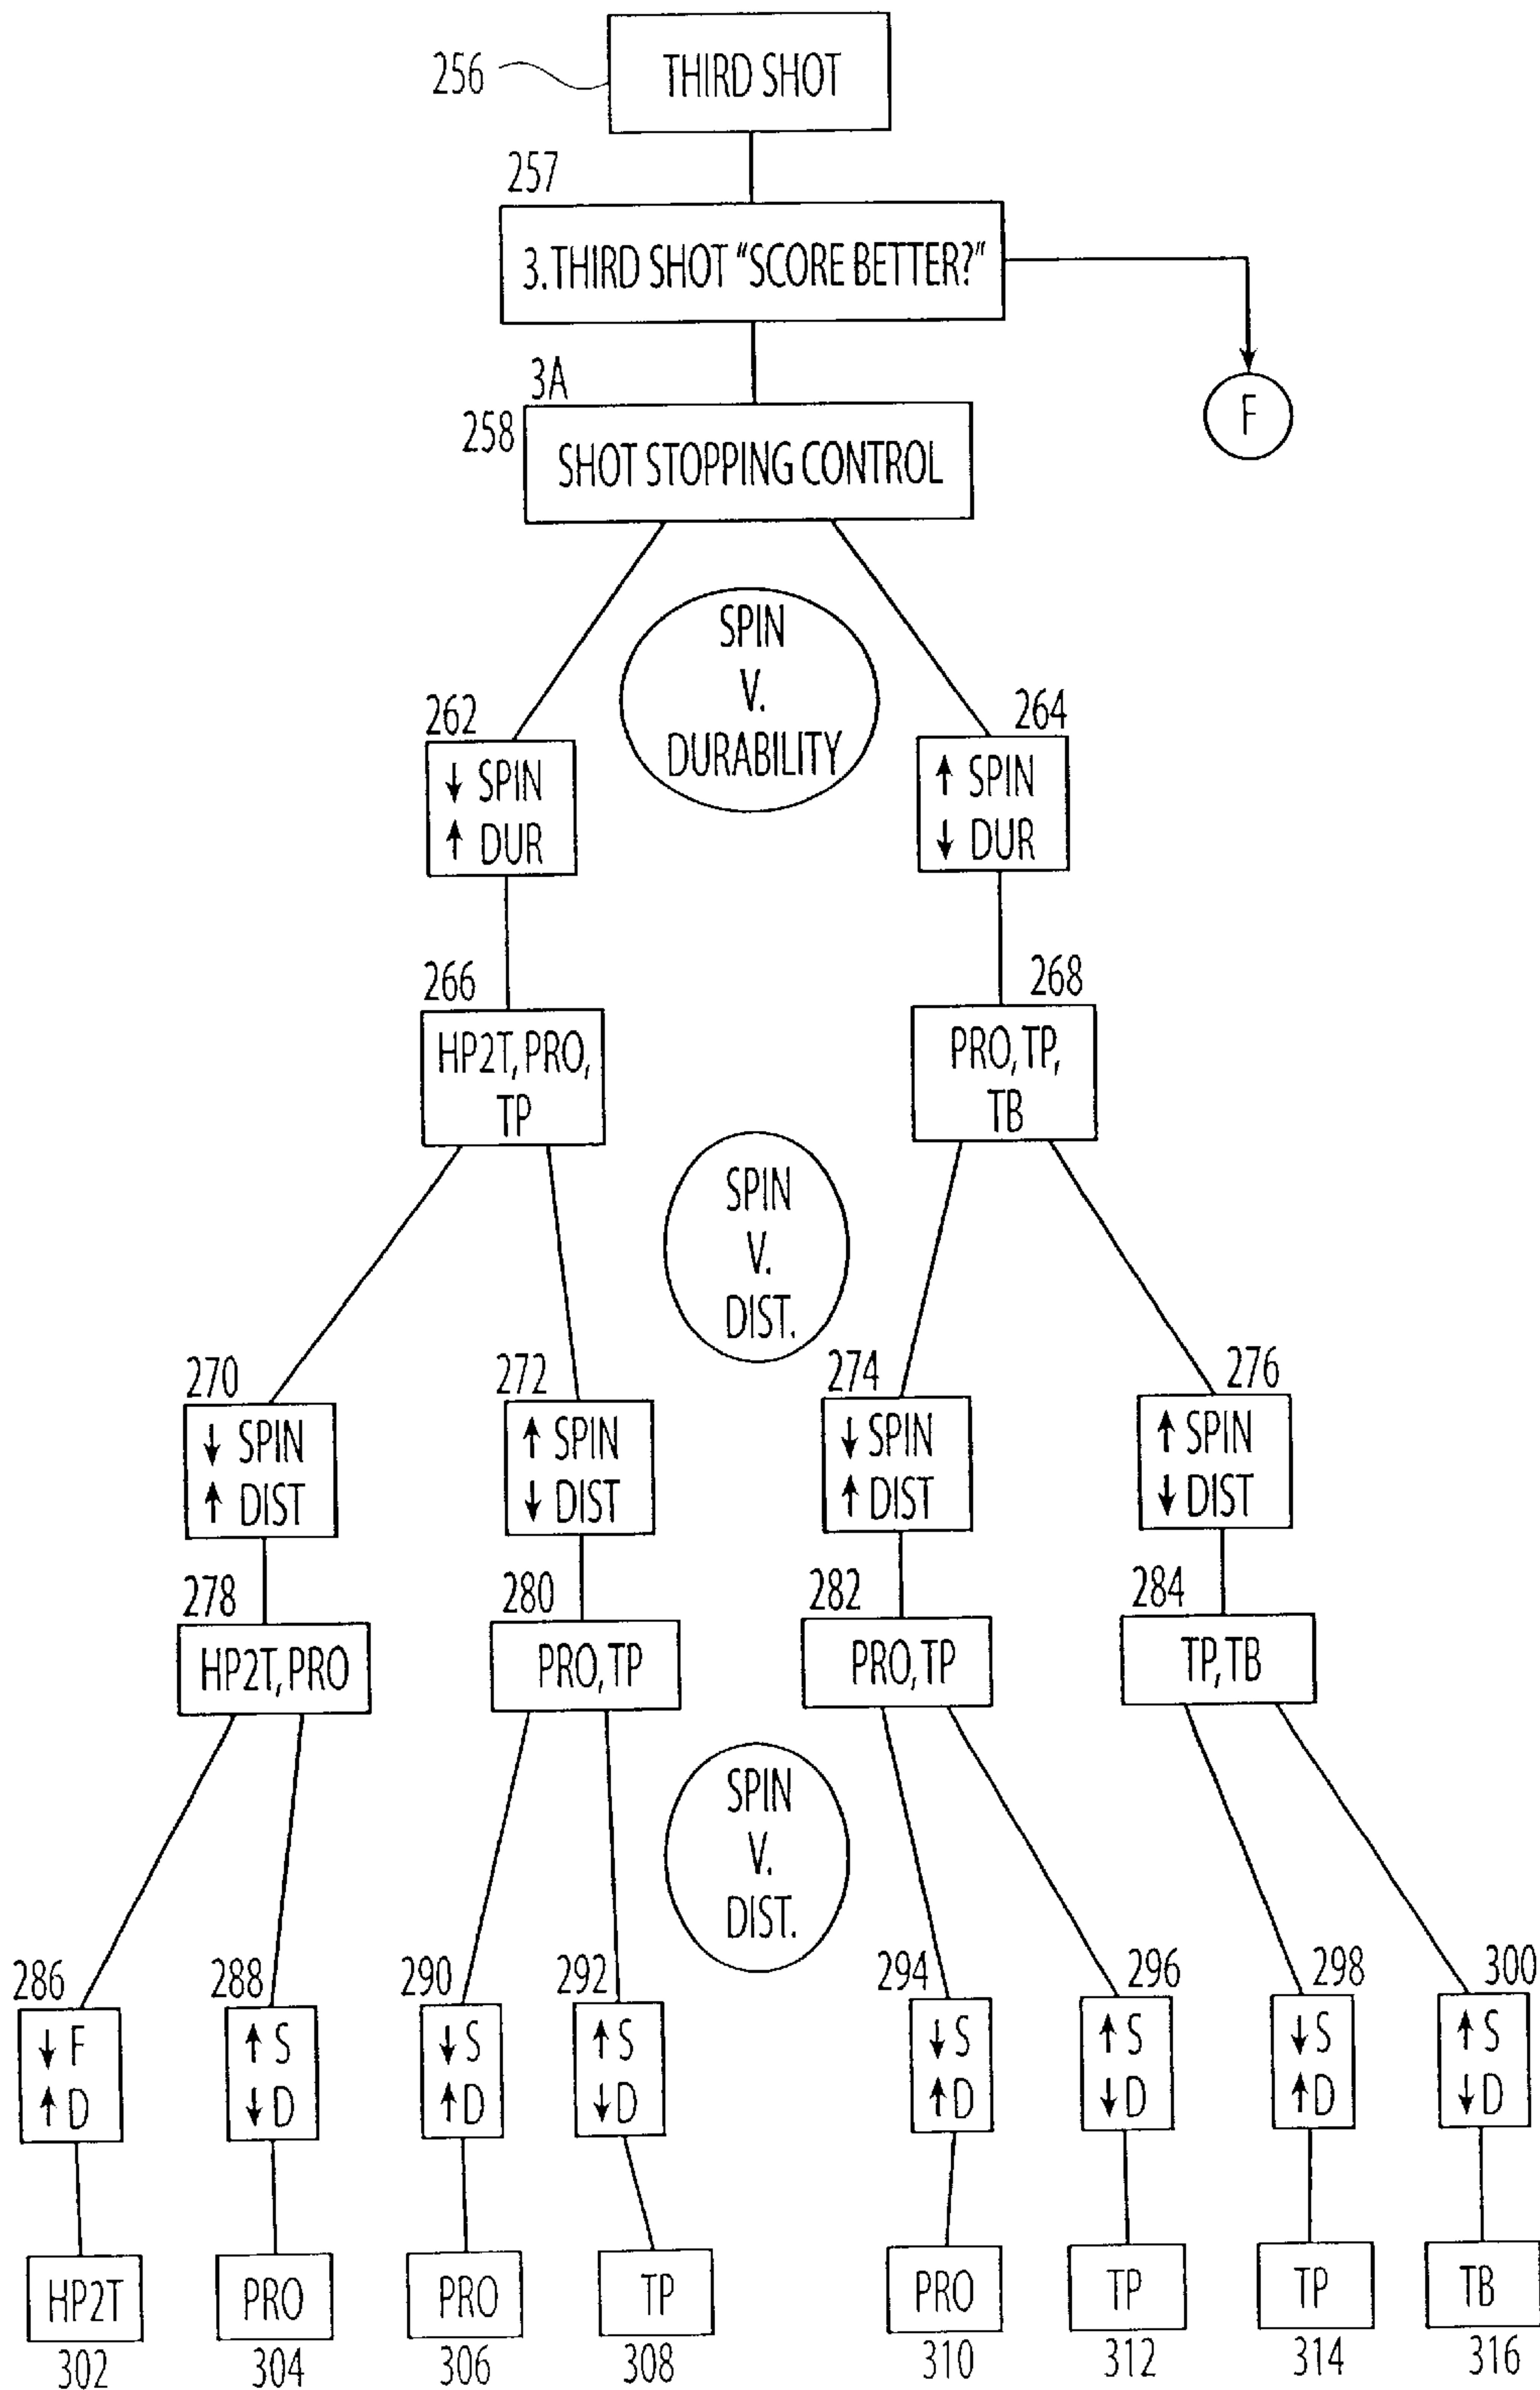 256
THIRD SHOT
257
3. THIRD SHOT “SCORE BETTER?”
F
3A
258
SHOT STOPPING CONTROL
SPIN
V.
DURABILITY
262
↓ SPIN
↑ DUR
264
↑ SPIN
↓ DUR
266
HP2T, PRO,
TP
268
PRO, TP,
TB
SPIN
V.
DIST.
270
↓ SPIN
↑ DIST
272
↑ SPIN
↓ DIST
274
↓ SPIN
↑ DIST
276
↑ SPIN
↓ DIST
278
HP2T, PRO
280
PRO, TP
282
PRO, TP
284
TP, TB
SPIN
V.
DIST.
286
↓ F
↑ D
288
↑ S
↓ D
290
↓ S
↑ D
292
↑ S
↓ D
294
↓ S
↑ D
296
↑ S
↓ D
298
↓ S
↑ D
300
↑ S
↓ D
HP2T
302
PRO
304
PRO
306
TP
308
PRO
310
TP
312
TP
314
TB
316